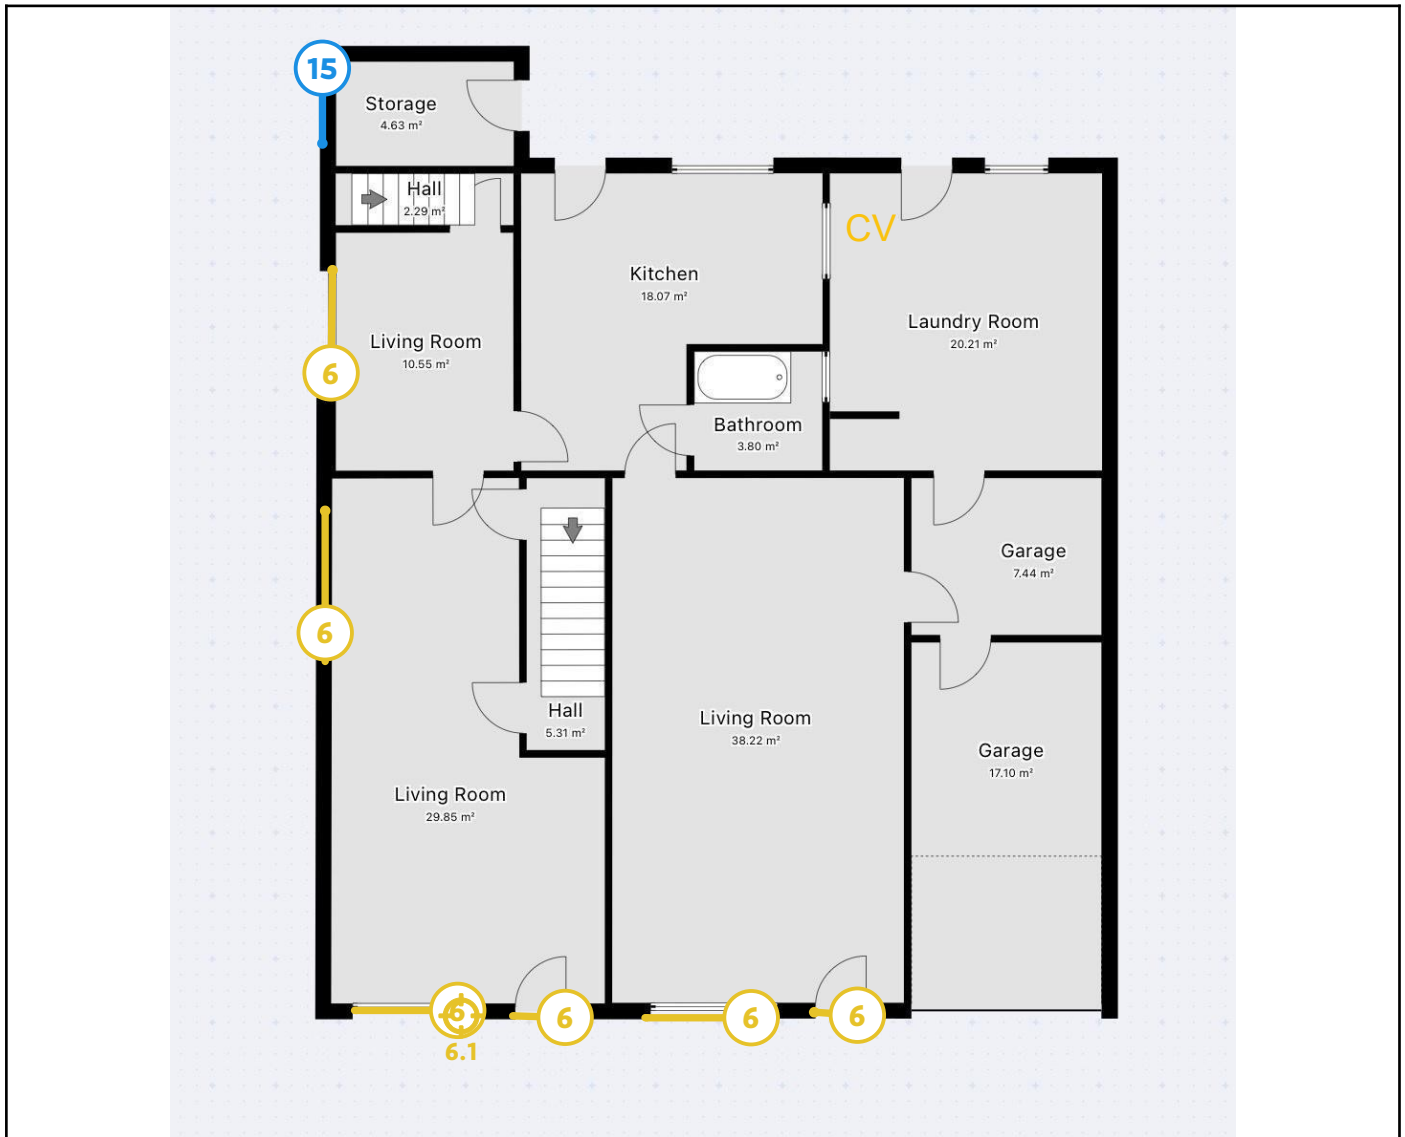 15
Storage
4.63 m²
Hall
2.29 m²
CV
Kitchen
18.07 m²
Living Room
10.55 m²
6
Laundry Room
20.21 m²
Bathroom
3.80 m²
Garage
7.44 m²
6
Hall
5.31 m²
Living Room
38.22 m²
Garage
17.10 m²
Living Room
29.85 m²
6
6
6
6
6.1